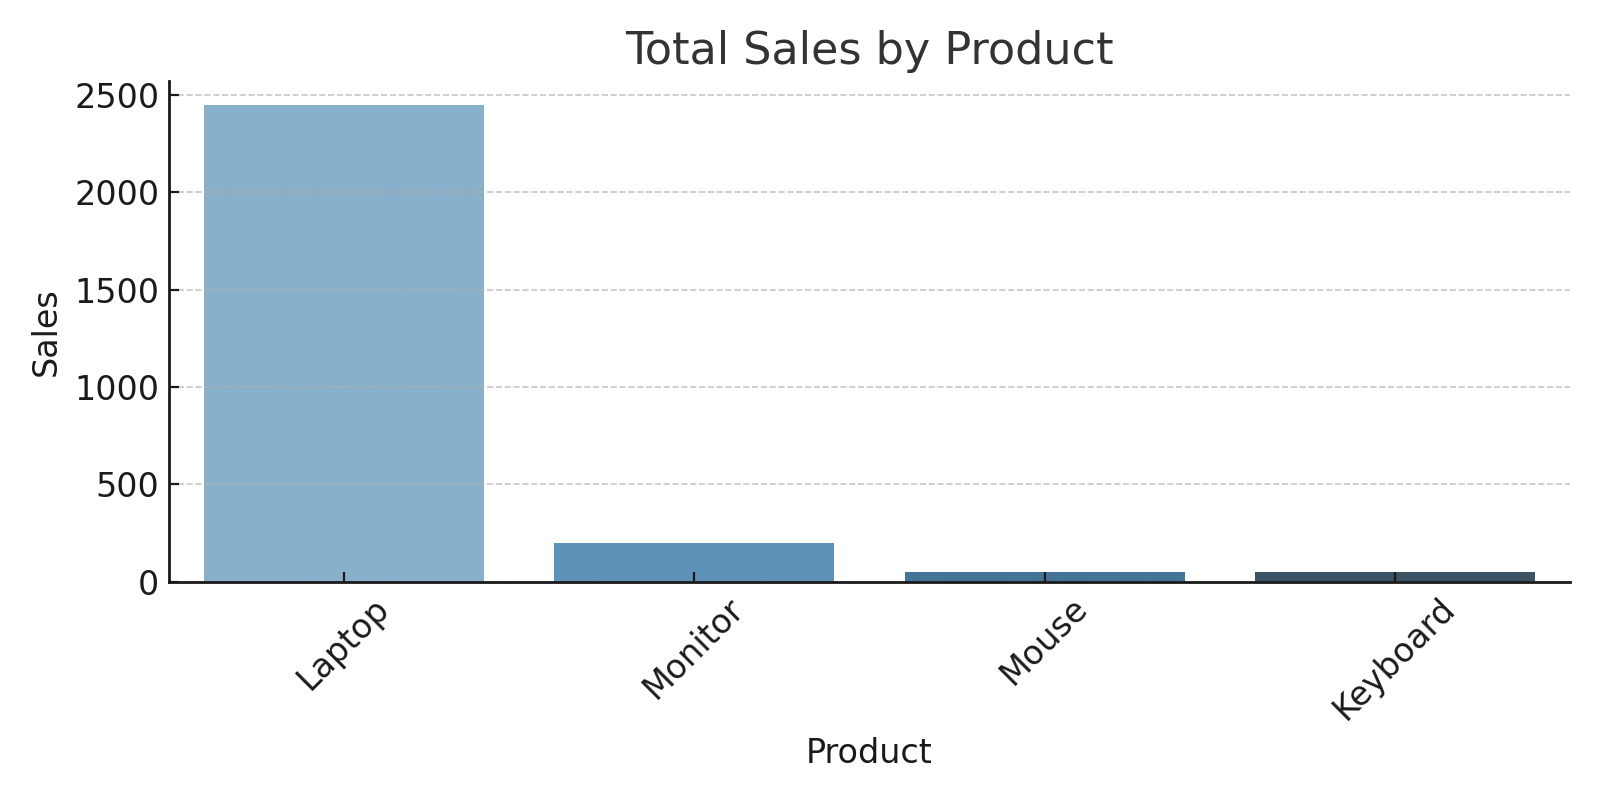 Total Sales by Product
2500
2000
1500
1000
500
0
Sales
Laptop
Monitor
Mouse
Keyboard
Product